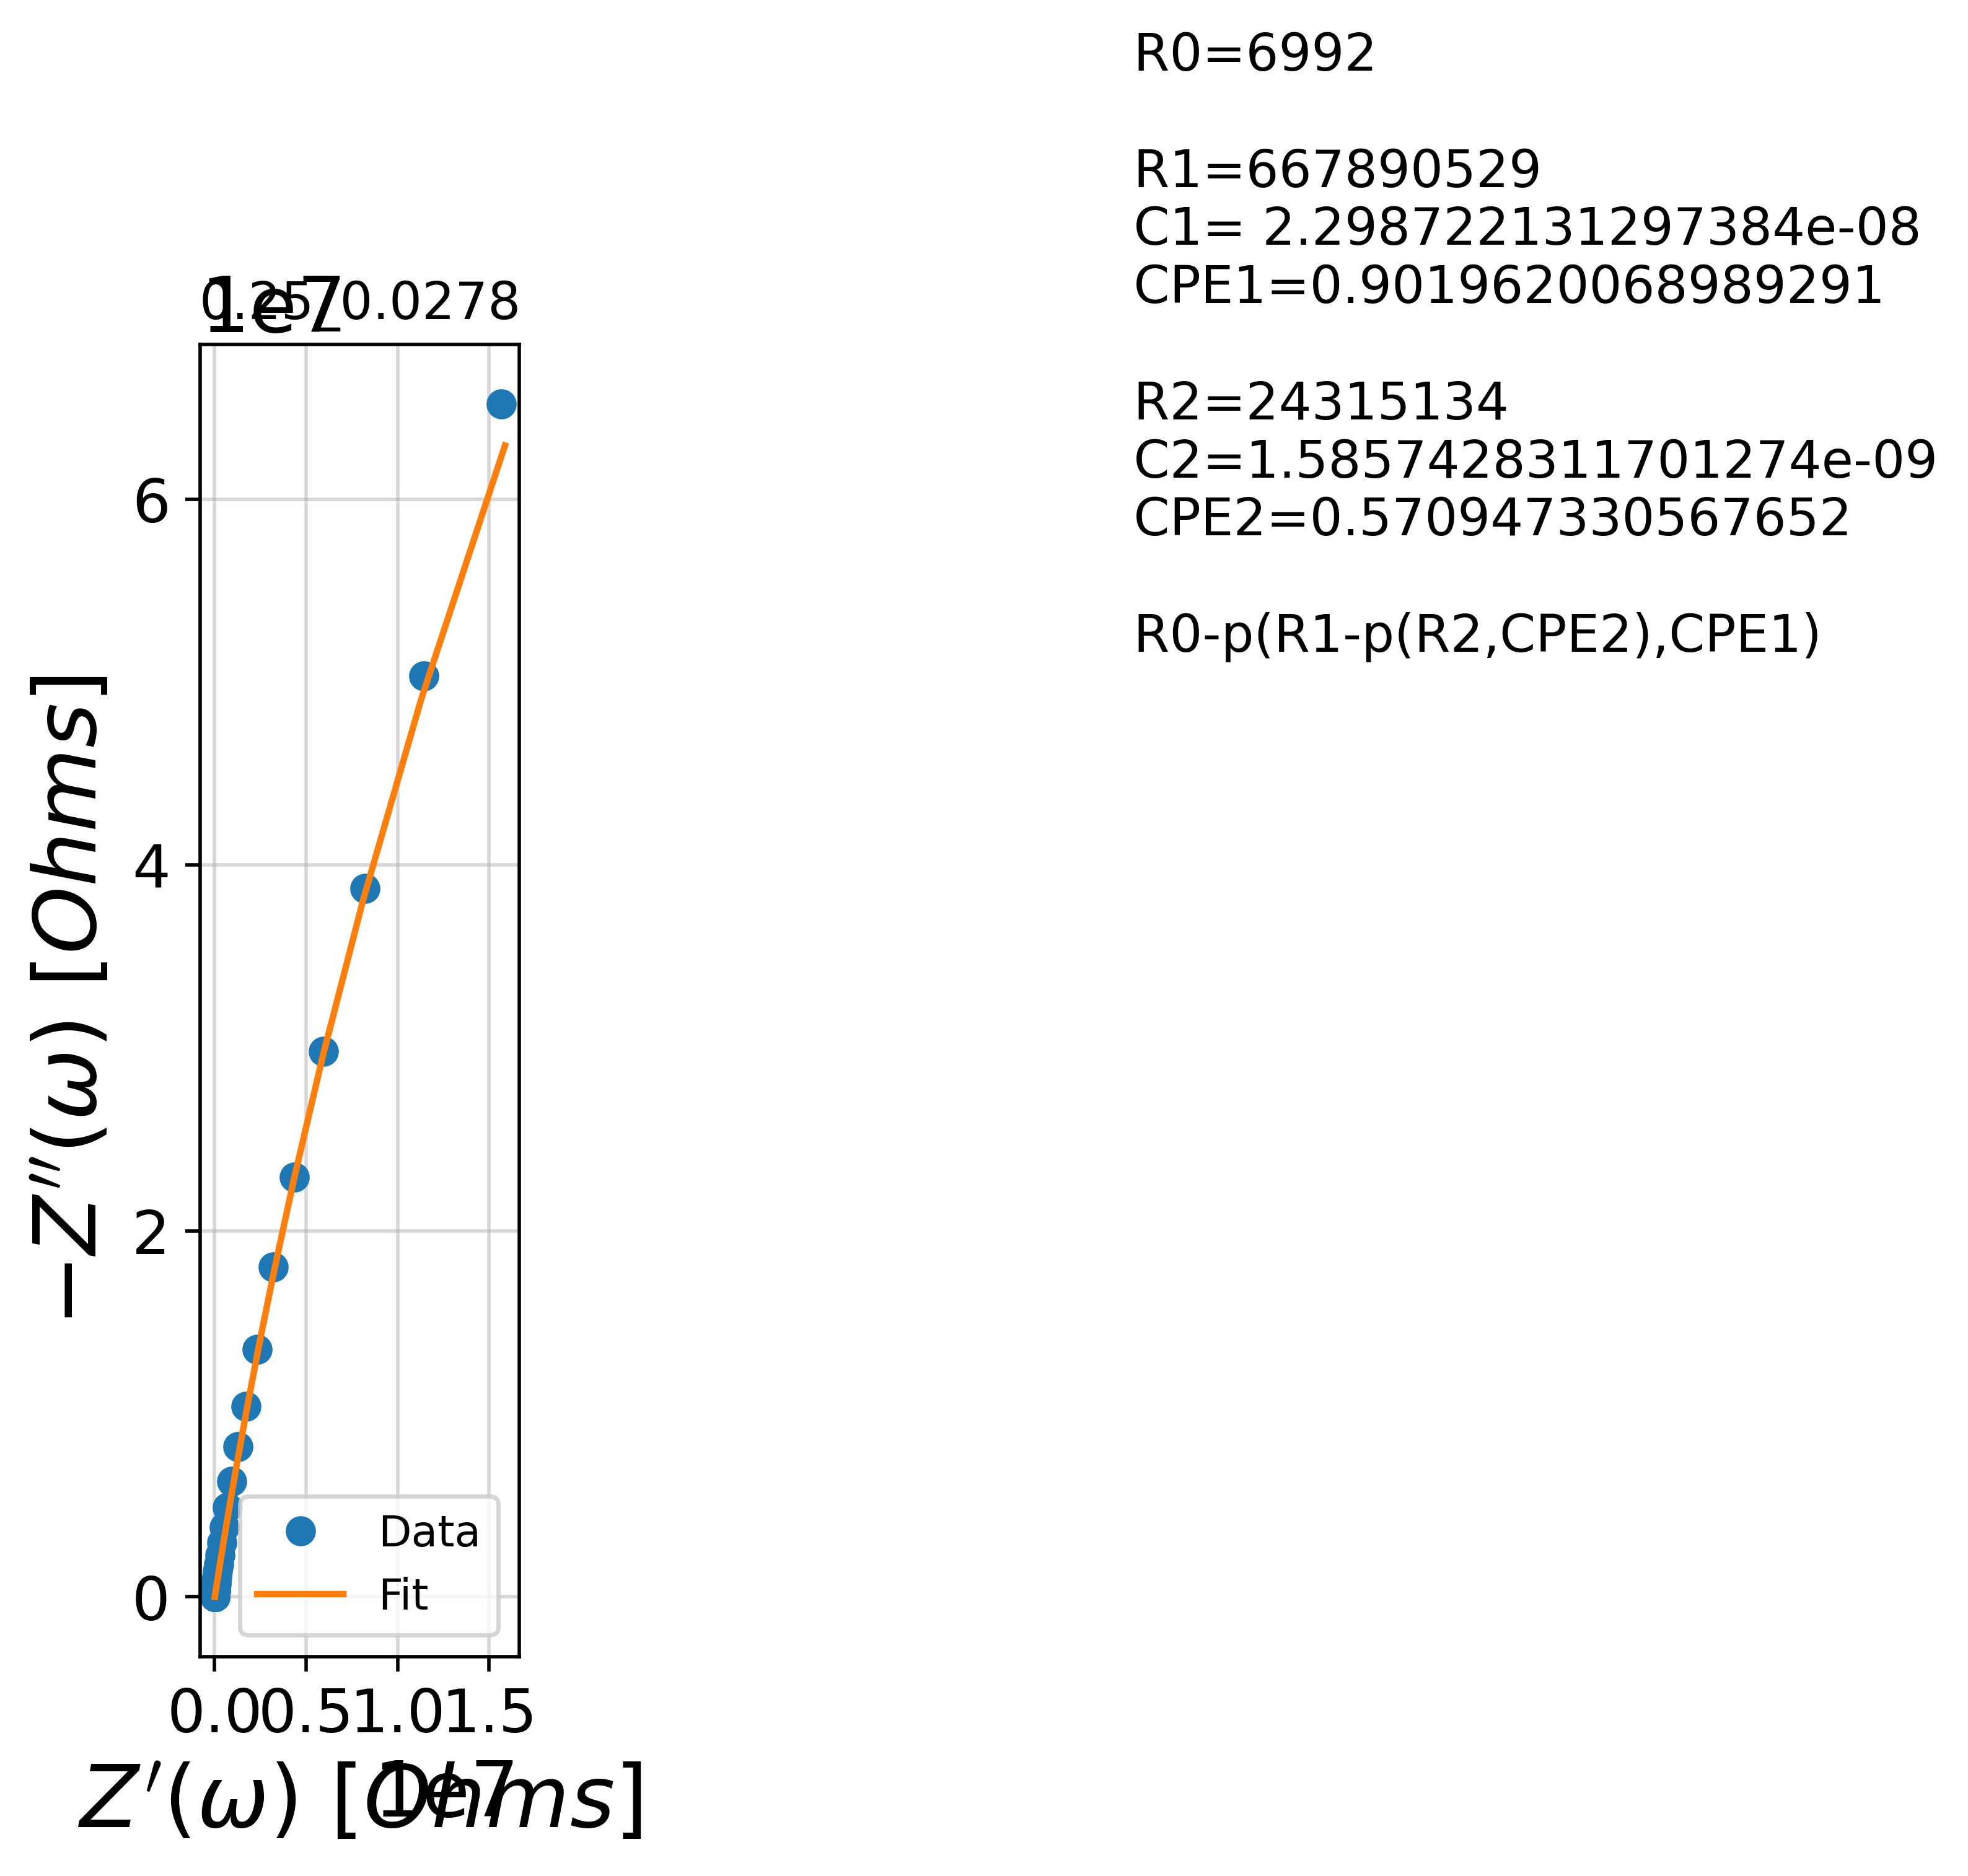 R0=6992
R1=667890529
C1= 2.298722131297384e-08
CPE1=0.9019620068989291
R2=24315134
C2=1.5857428311701274e-09
CPE2=0.570947330567652
R0-p(R1-p(R2,CPE2),CPE1)
1e7
0.0278
6
4
2
0
−Z″(ω) [Ohms]
Data
Fit
0.0 0.5 1.0 1.5
Z′(ω) [Ohms]
1e7